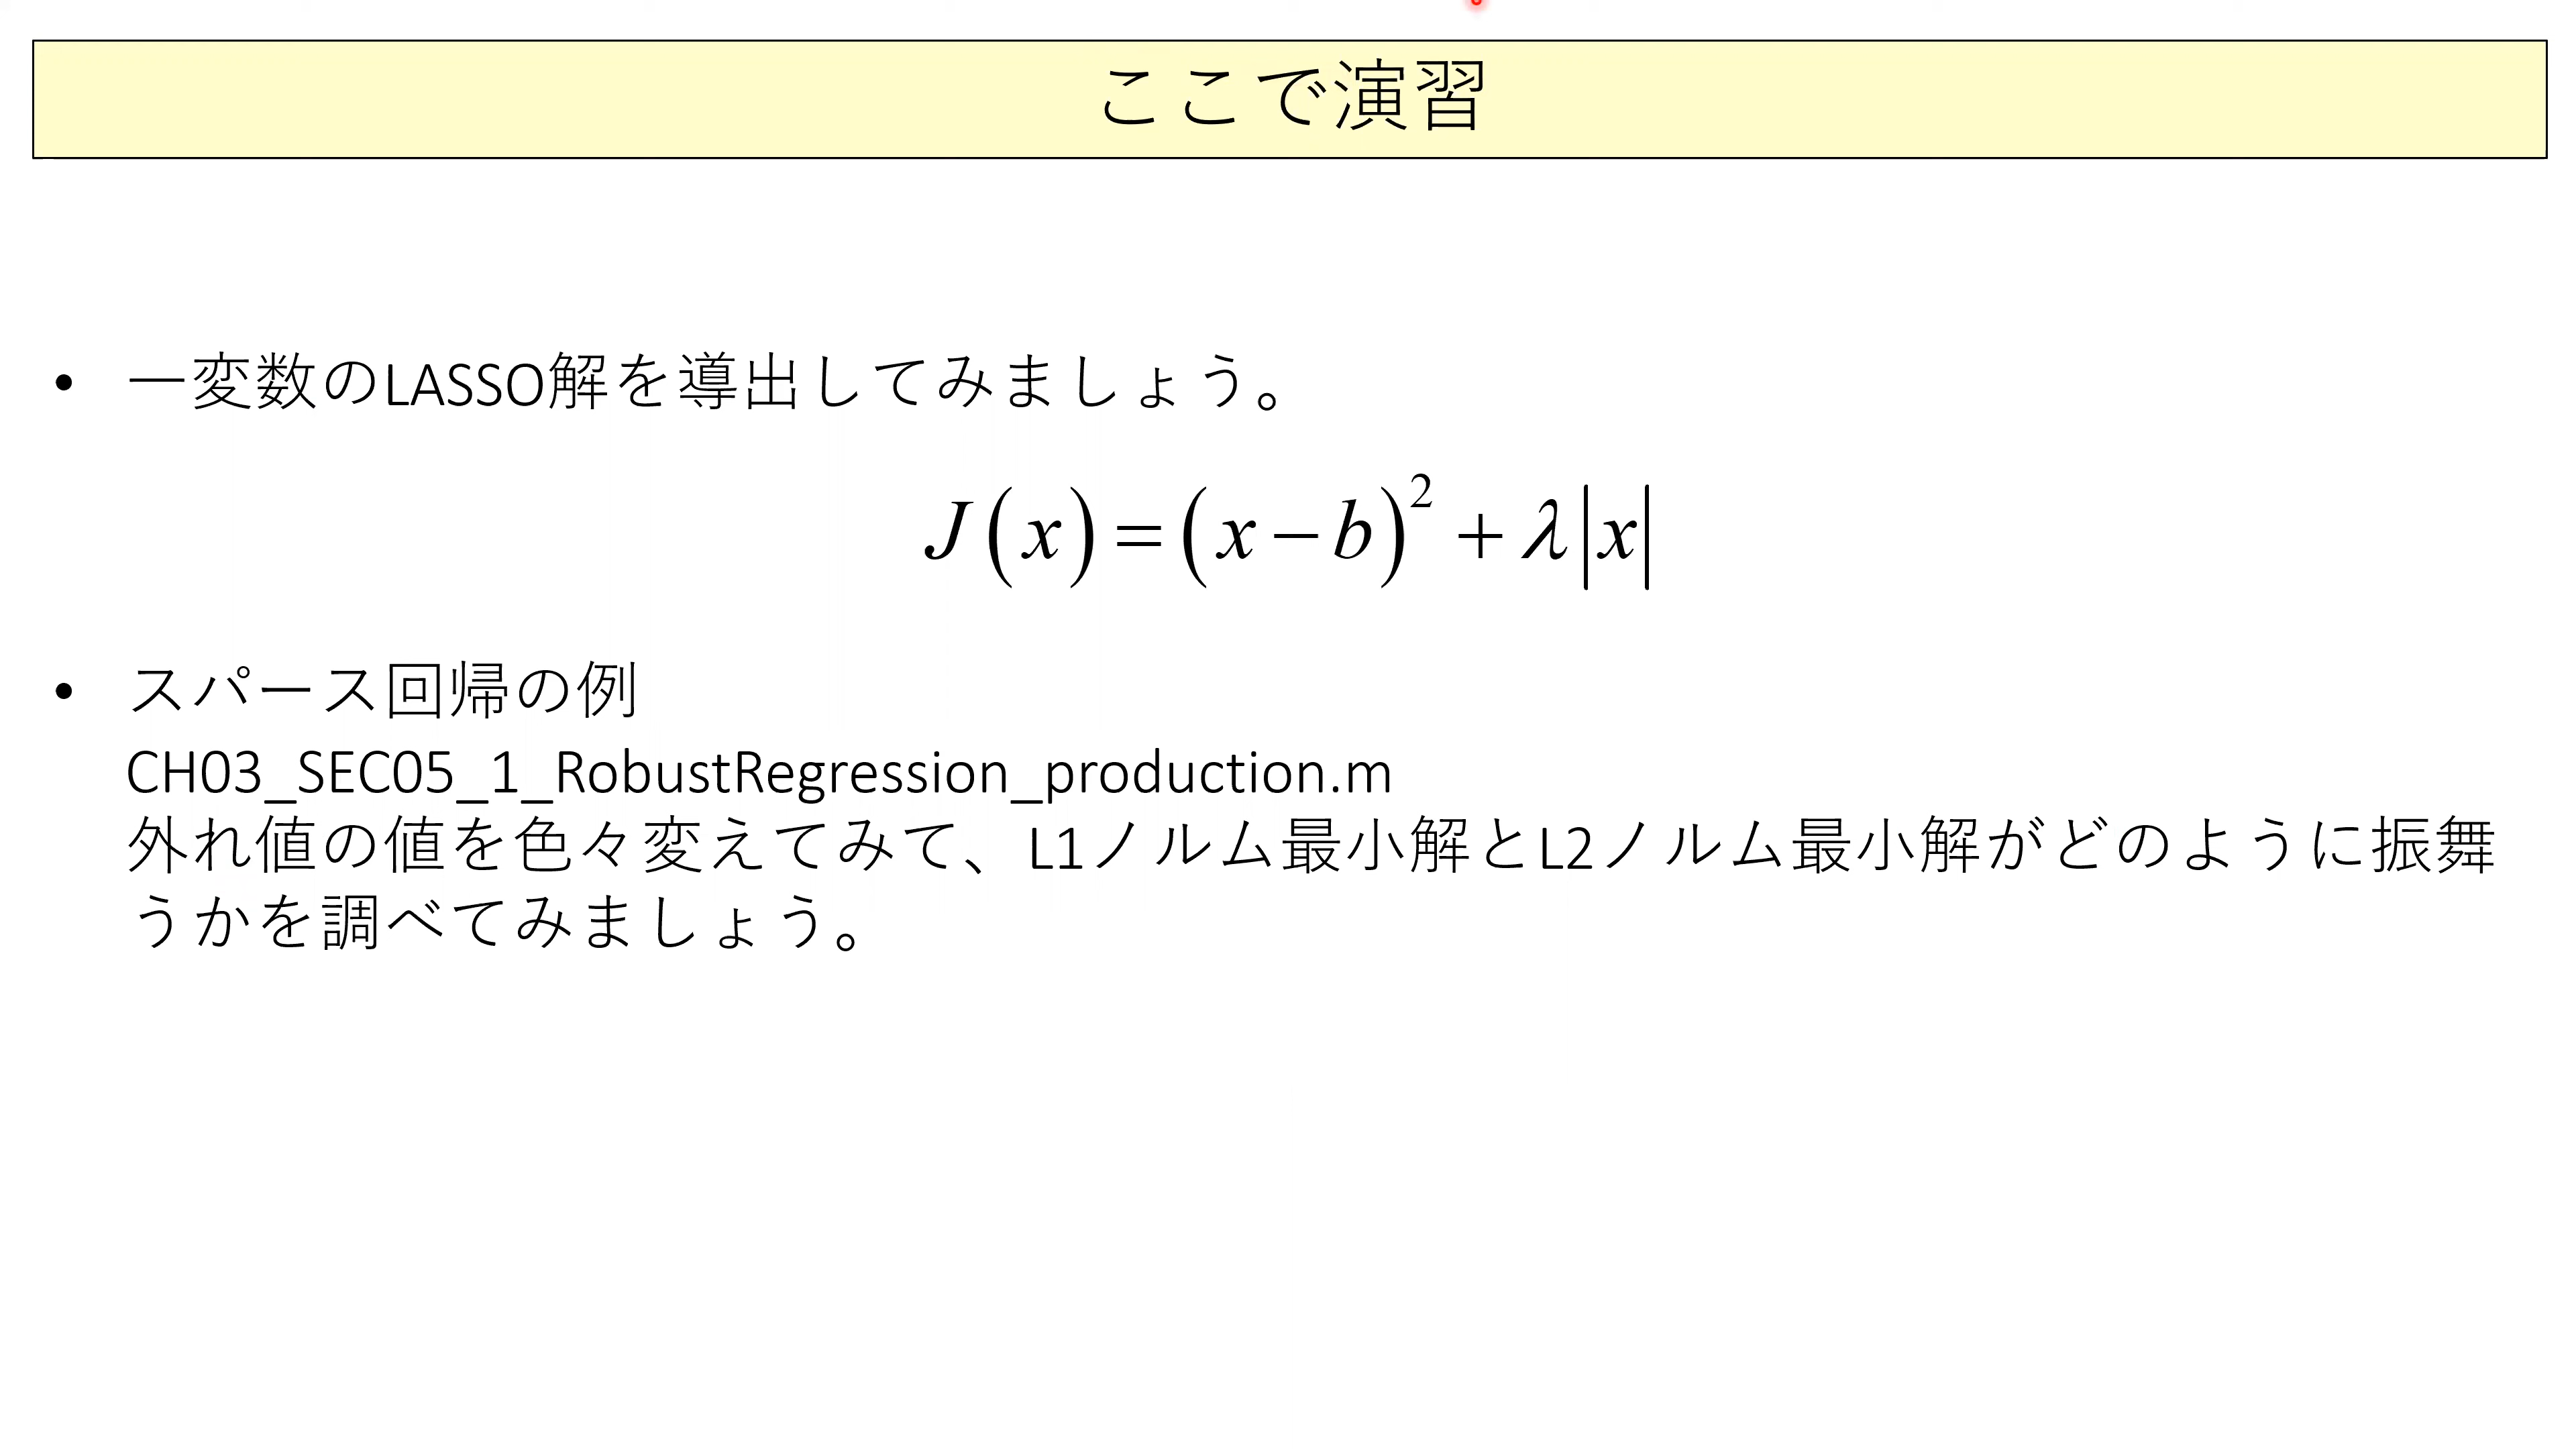 ここで演習
• 一変数のLASSO解を導出してみましょう。
J(x)=(x−b)²+λ|x|
• スパース回帰の例
CH03_SEC05_1_RobustRegression_production.m
外れ値の値を色々変えてみて、L1ノルム最小解とL2ノルム最小解がどのように振舞
うかを調べてみましょう。